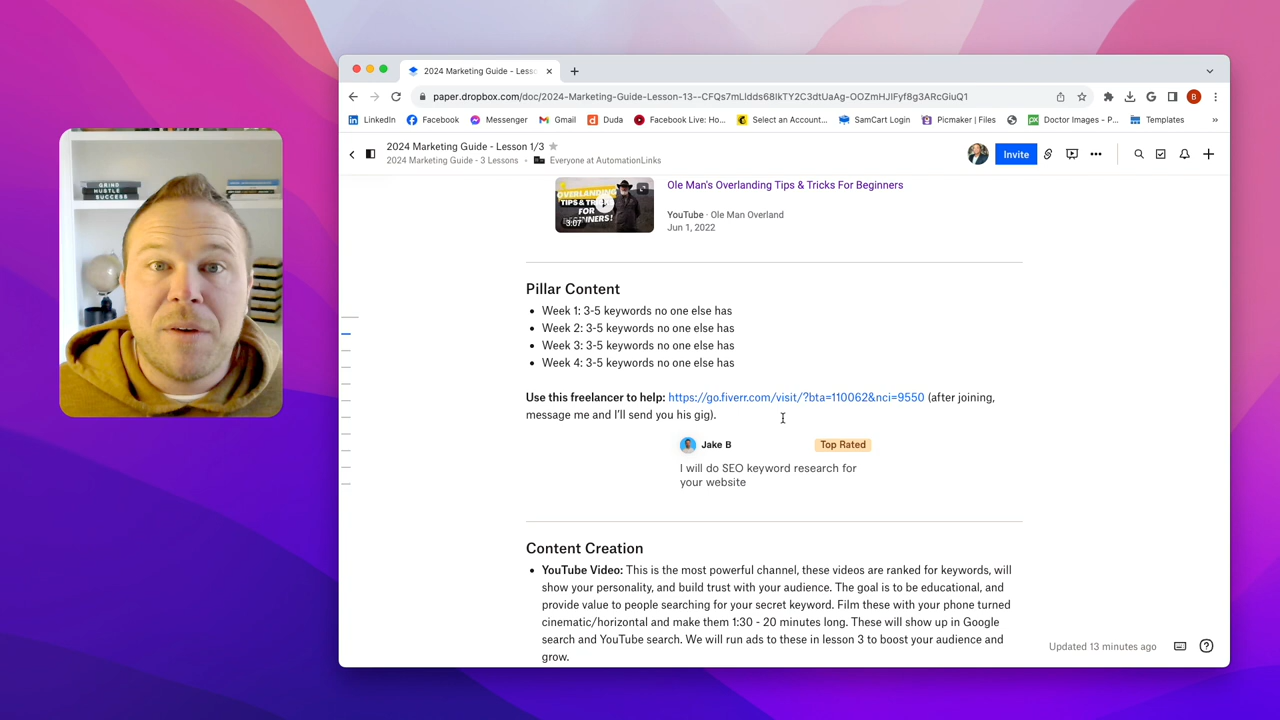 2024 Marketing Guide - Lesso
paper.dropbox.com/doc/2024-Marketing-Guide-Lesson-13--CFQs7mLldds68IkTY2C3dtUaAg-OOZmHJIFyf8g3ARcGiuQ1
B
LinkedIn Facebook Messenger Gmail Duda Facebook Live: Ho... Select an Account... SamCart Login Picmaker | Files Doctor Images - P... Templates
2024 Marketing Guide - Lesson 1/3
2024 Marketing Guide - 3 Lessons • Everyone at AutomationLinks
Invite
GRIND
HUSTLE
SUCCESS
OVERLANDING
TIPS & TRICKS
FOR
BEGINNERS!
3:07
Ole Man's Overlanding Tips & Tricks For Beginners
YouTube · Ole Man Overland
Jun 1, 2022
Pillar Content
• Week 1: 3-5 keywords no one else has
• Week 2: 3-5 keywords no one else has
• Week 3: 3-5 keywords no one else has
• Week 4: 3-5 keywords no one else has
Use this freelancer to help: https://go.fiverr.com/visit/?bta=110062&nci=9550 (after joining,
message me and I'll send you his gig).
Jake B Top Rated
I will do SEO keyword research for
your website
Content Creation
• YouTube Video: This is the most powerful channel, these videos are ranked for keywords, will
show your personality, and build trust with your audience. The goal is to be educational, and
provide value to people searching for your secret keyword. Film these with your phone turned
cinematic/horizontal and make them 1:30 - 20 minutes long. These will show up in Google
search and YouTube search. We will run ads to these in lesson 3 to boost your audience and
grow.
Updated 13 minutes ago